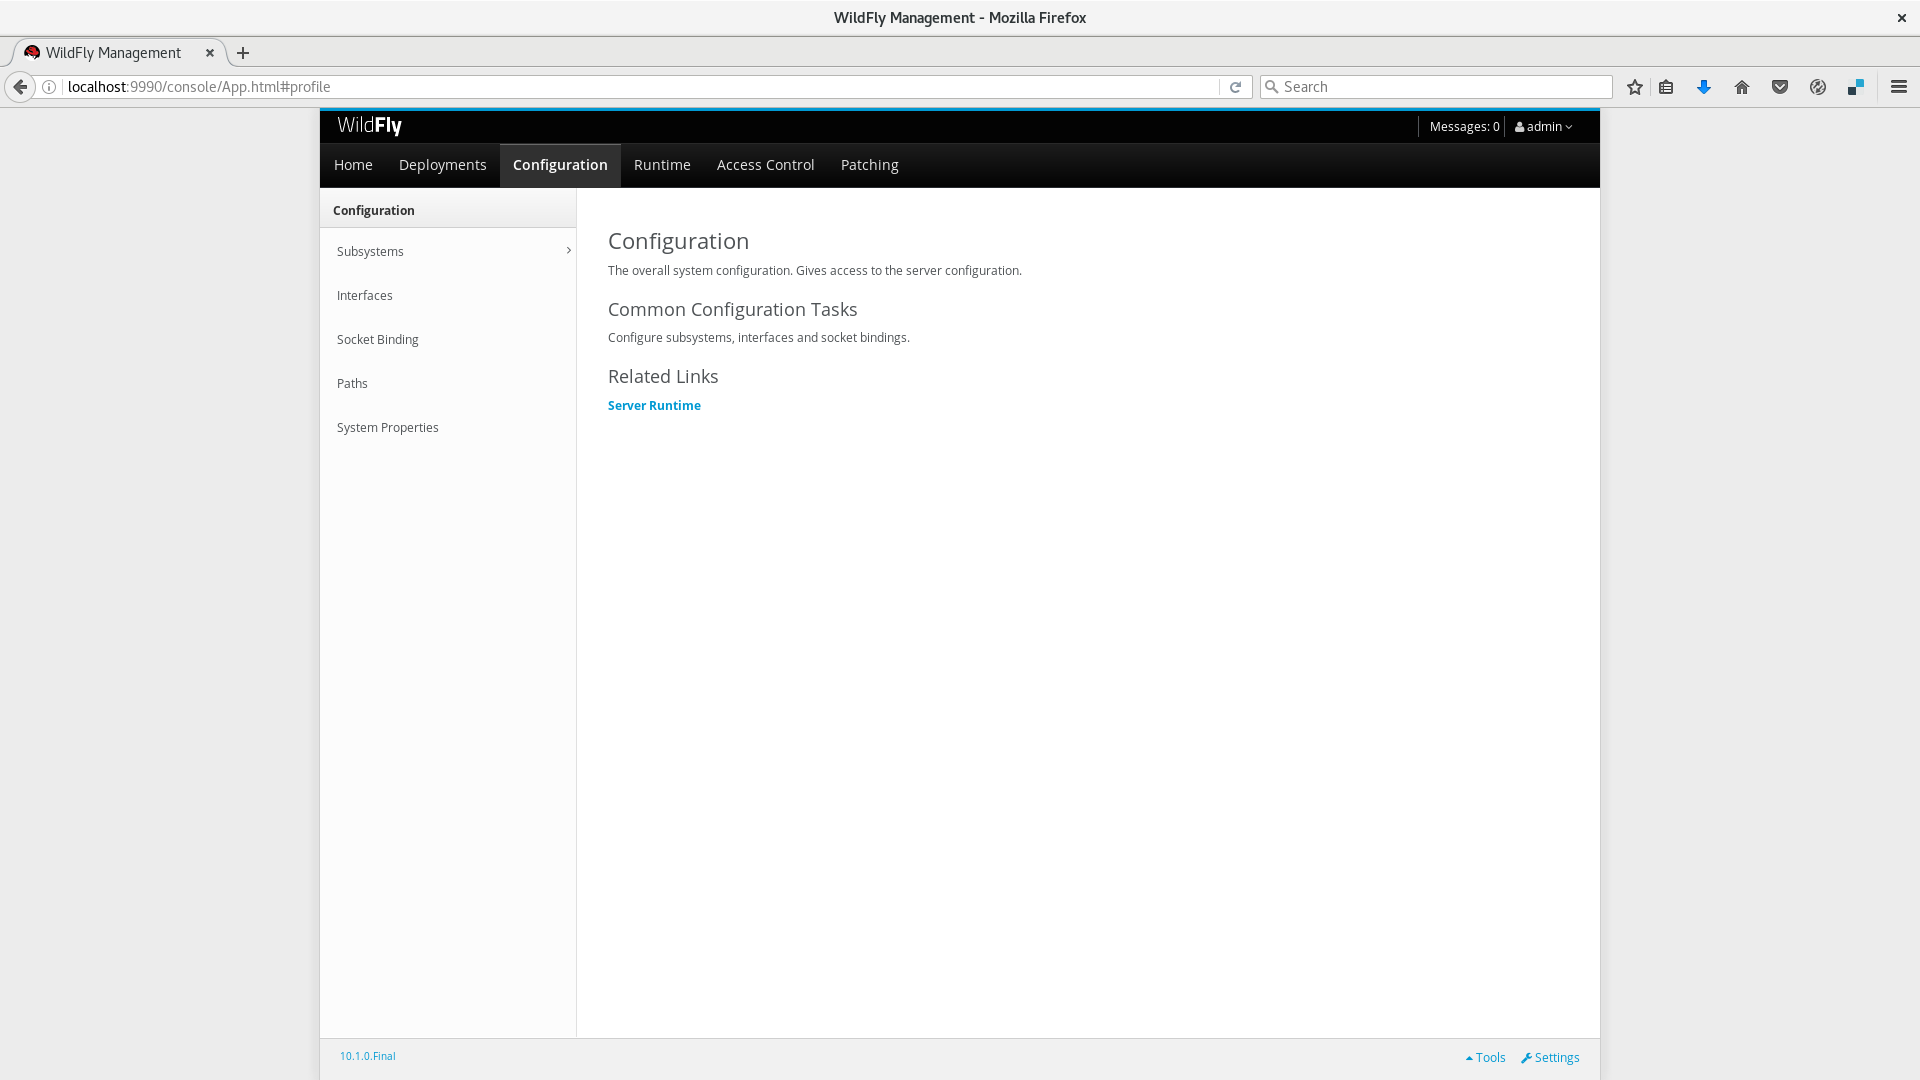 WildFly Management - Mozilla Firefox
WildFly Management
localhost:9990/console/App.html#profile
Search
WildFly
Messages: 0
admin
Home
Deployments
Configuration
Runtime
Access Control
Patching
Configuration
Subsystems
Interfaces
Socket Binding
Paths
System Properties
Configuration
The overall system configuration. Gives access to the server configuration.
Common Configuration Tasks
Configure subsystems, interfaces and socket bindings.
Related Links
Server Runtime
10.1.0.Final
Tools
Settings